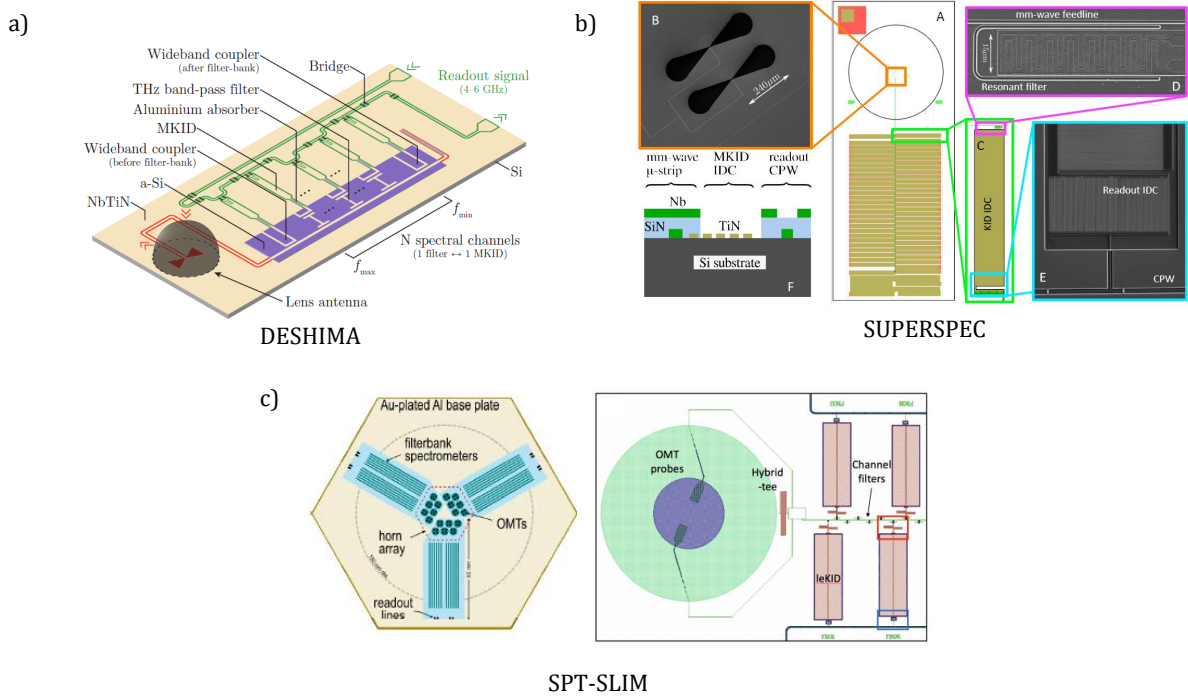 a)
Wideband coupler
(after filter-bank)
THz band-pass filter
Aluminium absorber
MKID
Wideband coupler
(before filter-bank)
a-Si
NbTiN
Bridge
Readout signal
(4–6 GHz)
Si
fmin
N spectral channels
(1 filter ↔ 1 MKID)
fmax
Lens antenna
DESHIMA
b)
B
240μm
A
mm-wave feedline
15μm
Resonant filter
D
mm-wave
μ-strip
MKID
IDC
readout
CPW
Nb
SiN
TiN
Si substrate
F
C
KID IDC
Readout IDC
E
CPW
SUPERSPEC
c)
Au-plated Al base plate
filterbank
spectrometers
OMTs
horn
array
readout
lines
OMT
probes
Hybrid
-tee
Channel
filters
leKID
SPT-SLIM